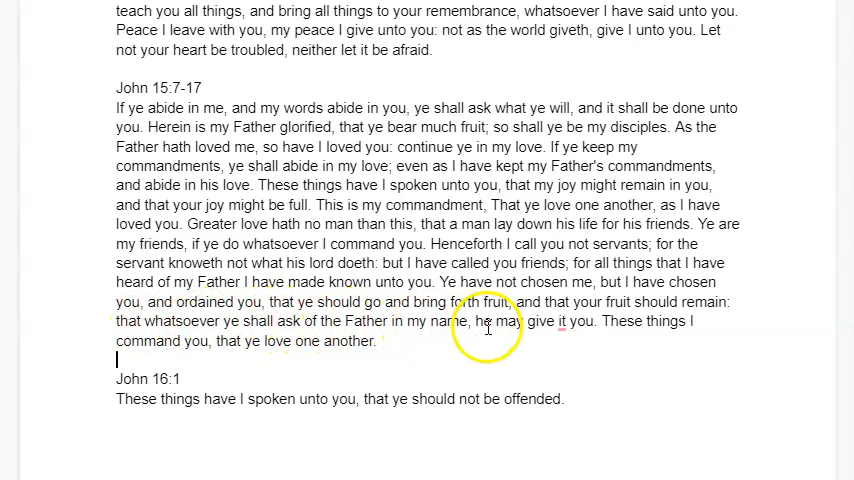 teach you all things, and bring all things to your remembrance, whatsoever I have said unto you.
Peace I leave with you, my peace I give unto you: not as the world giveth, give I unto you. Let
not your heart be troubled, neither let it be afraid.
John 15:7-17
If ye abide in me, and my words abide in you, ye shall ask what ye will, and it shall be done unto
you. Herein is my Father glorified, that ye bear much fruit; so shall ye be my disciples. As the
Father hath loved me, so have I loved you: continue ye in my love. If ye keep my
commandments, ye shall abide in my love; even as I have kept my Father's commandments,
and abide in his love. These things have I spoken unto you, that my joy might remain in you,
and that your joy might be full. This is my commandment, That ye love one another, as I have
loved you. Greater love hath no man than this, that a man lay down his life for his friends. Ye are
my friends, if ye do whatsoever I command you. Henceforth I call you not servants; for the
servant knoweth not what his lord doeth: but I have called you friends; for all things that I have
heard of my Father I have made known unto you. Ye have not chosen me, but I have chosen
you, and ordained you, that ye should go and bring forth fruit, and that your fruit should remain:
that whatsoever ye shall ask of the Father in my name, he may give it you. These things I
command you, that ye love one another.
John 16:1
These things have I spoken unto you, that ye should not be offended.